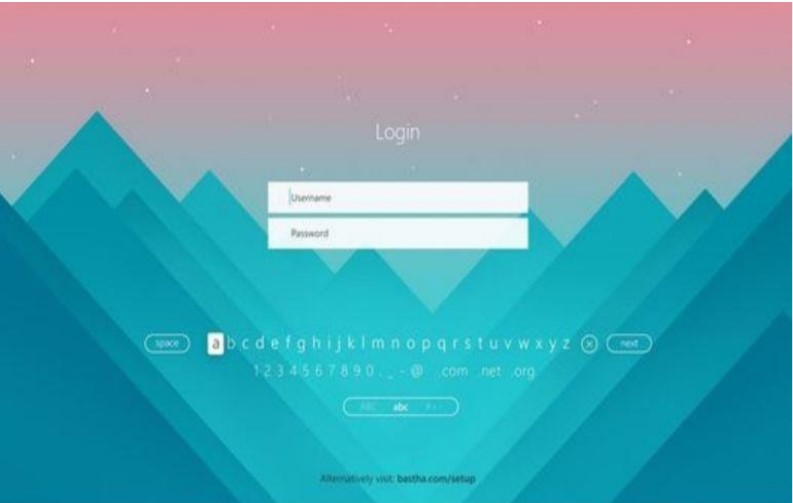 Login
Username
Password
space a b c d e f g h i j k l m n o p q r s t u v w x y z next
1 2 3 4 5 6 7 8 9 0 . _ - @ .com .net .org
ABC abc
Alternatively visit: bastha.com/setup